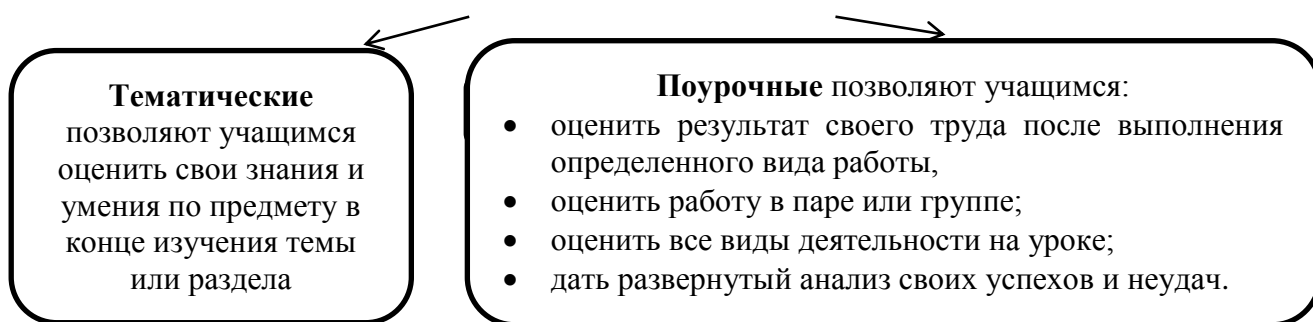 Тематические
позволяют учащимся
оценить свои знания и
умения по предмету в
конце изучения темы
или раздела
Поурочные позволяют учащимся:
• оценить результат своего труда после выполнения
определенного вида работы,
• оценить работу в паре или группе;
• оценить все виды деятельности на уроке;
• дать развернутый анализ своих успехов и неудач.